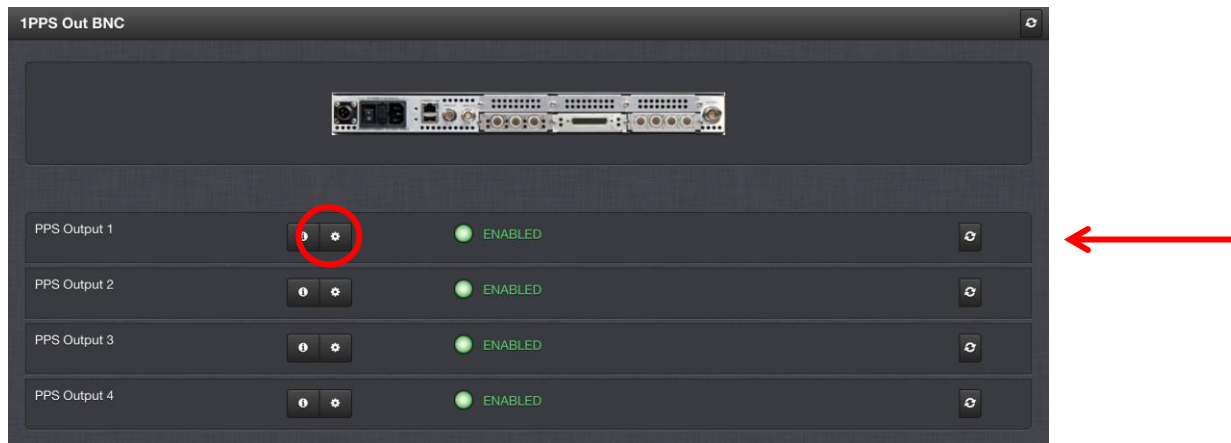 1PPS Out BNC
PPS Output 1 ENABLED
PPS Output 2 ENABLED
PPS Output 3 ENABLED
PPS Output 4 ENABLED